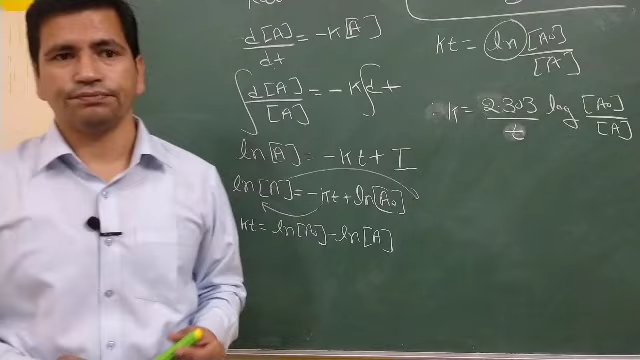 d[A]/dt = -K[A]
∫ d[A]/[A] = -K∫dt
ln[A] = -Kt + I
ln[A] = -Kt + ln[A₀]
Kt = ln[A₀] - ln[A]
Kt = ln [A₀]/[A]
K = 2.303/t log [A₀]/[A]